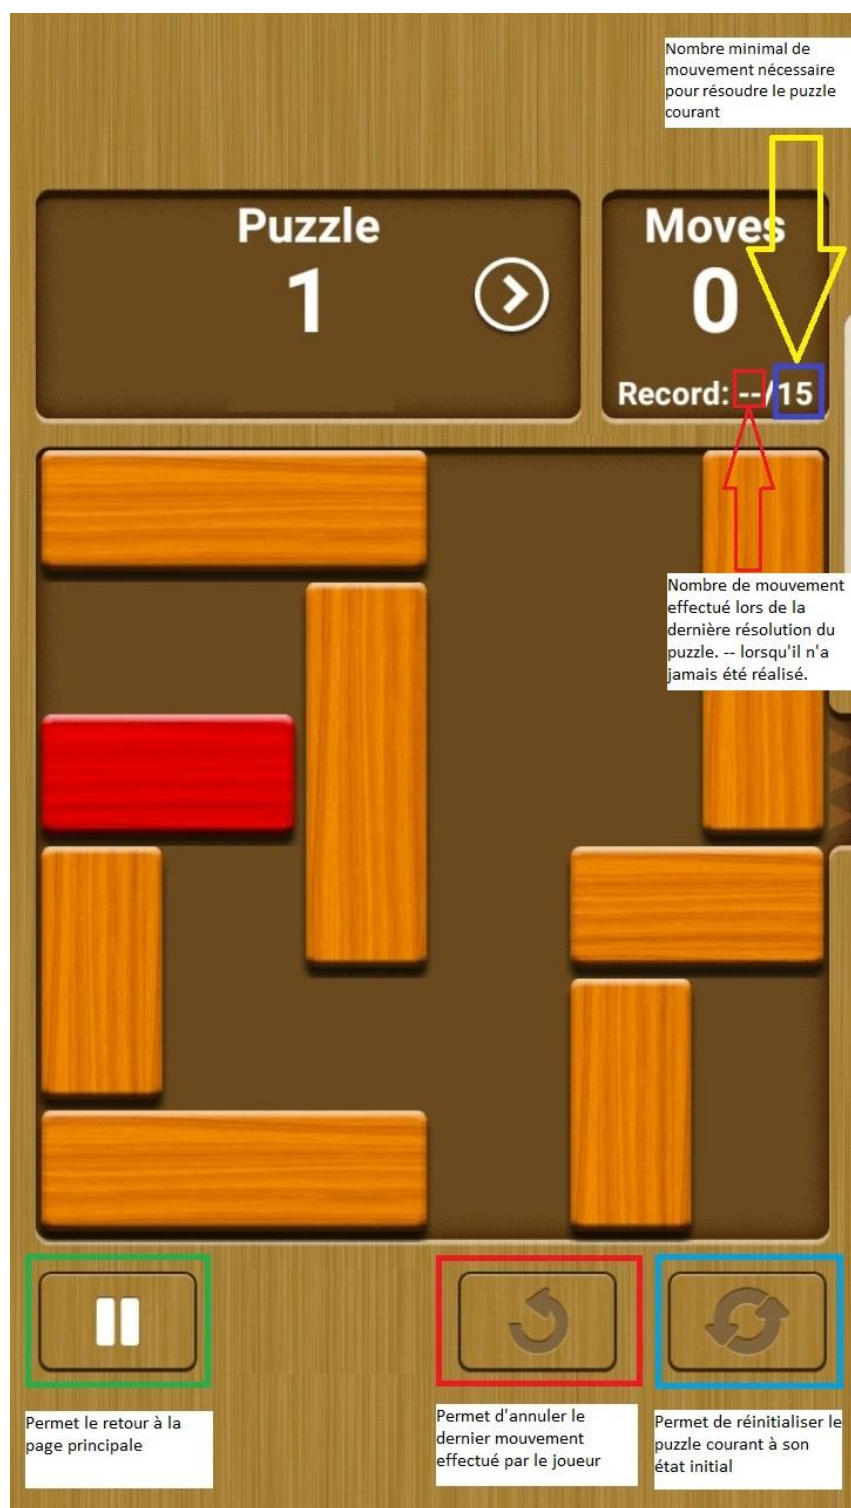 Nombre minimal de
mouvement nécessaire
pour résoudre le puzzle
courant
Puzzle
1
Moves
0
Record: --/15
Nombre de mouvement
effectué lors de la
dernière résolution du
puzzle. -- lorsqu'il n'a
jamais été réalisé.
Permet le retour à la
page principale
Permet d'annuler le
dernier mouvement
effectué par le joueur
Permet de réinitialiser le
puzzle courant à son
état initial